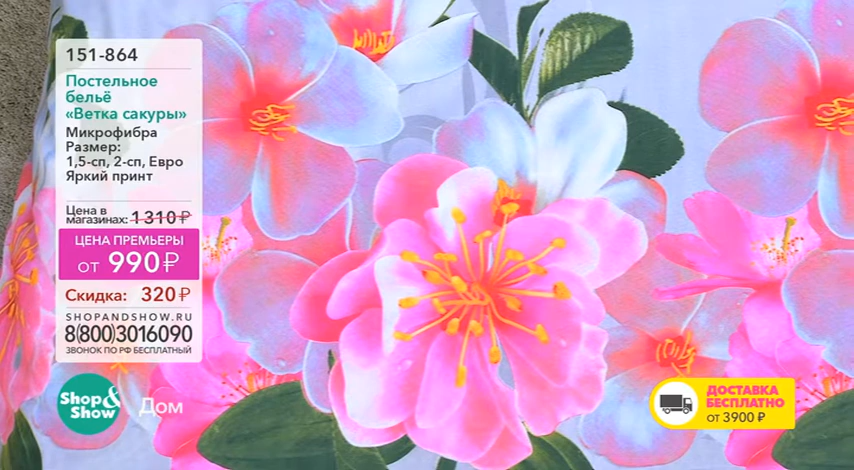 151-864
Постельное
бельё
«Ветка сакуры»
Микрофибра
Размер:
1,5-сп, 2-сп, Евро
Яркий принт
Цена в
магазинах: 1 310 ₽
ЦЕНА ПРЕМЬЕРЫ
от 990 ₽
Скидка: 320 ₽
SHOPANDSHOW.RU
8(800)3016090
ЗВОНОК ПО РФ БЕСПЛАТНЫЙ
Shop&
Show
Дом
ДОСТАВКА
БЕСПЛАТНО
от 3900 ₽